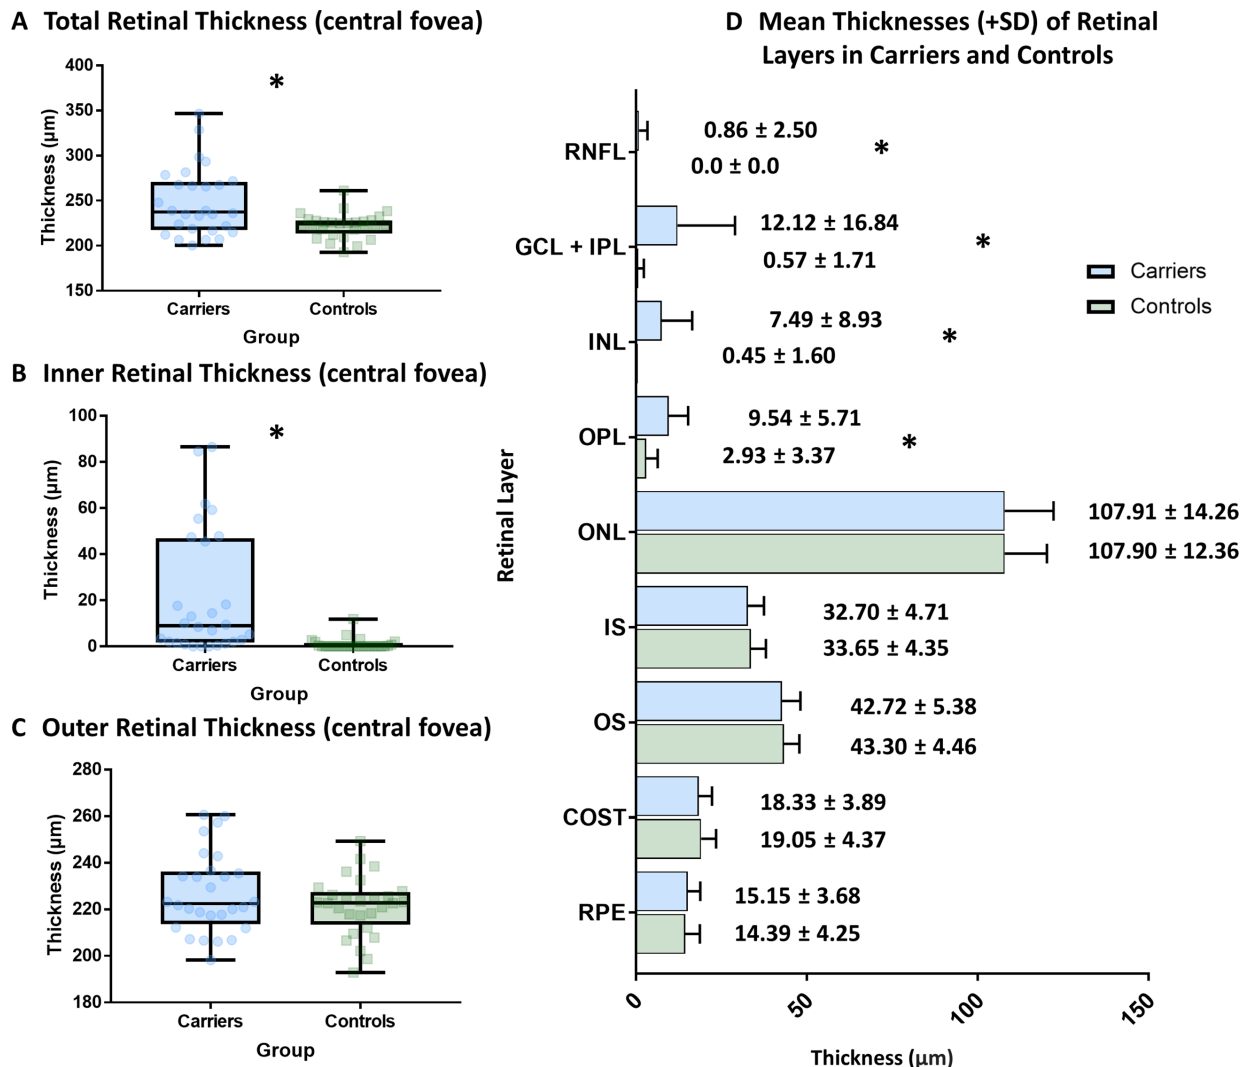 A Total Retinal Thickness (central fovea)
400
350
300
250
200
150
Thickness (µm)
*
Carriers Controls
Group
B Inner Retinal Thickness (central fovea)
100
80
60
40
20
0
Thickness (µm)
*
Carriers Controls
Group
C Outer Retinal Thickness (central fovea)
280
260
240
220
200
180
Thickness (µm)
Carriers Controls
Group
D Mean Thicknesses (+SD) of Retinal
Layers in Carriers and Controls
Retinal Layer
RNFL
0.86 ± 2.50
0.0 ± 0.0
*
GCL + IPL
12.12 ± 16.84
0.57 ± 1.71
*
INL
7.49 ± 8.93
0.45 ± 1.60
*
OPL
9.54 ± 5.71
2.93 ± 3.37
*
ONL
107.91 ± 14.26
107.90 ± 12.36
IS
32.70 ± 4.71
33.65 ± 4.35
OS
42.72 ± 5.38
43.30 ± 4.46
COST
18.33 ± 3.89
19.05 ± 4.37
RPE
15.15 ± 3.68
14.39 ± 4.25
Carriers
Controls
0 50 100 150
Thickness (µm)